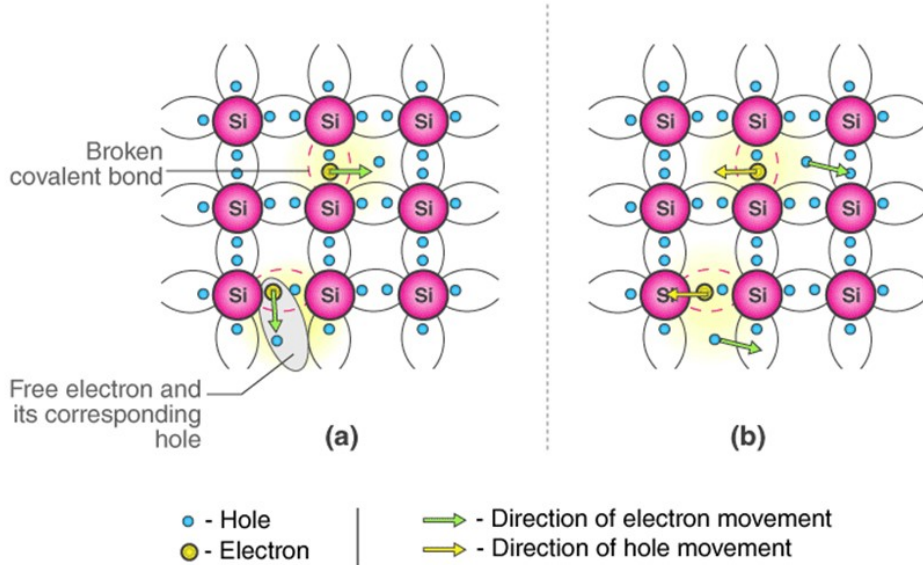 Si Si Si Si Si Si
Broken
covalent bond
Si Si Si Si Si Si
Si Si Si Si Si Si
Free electron and
its corresponding
hole
(a) (b)
- Hole - Direction of electron movement
- Electron - Direction of hole movement